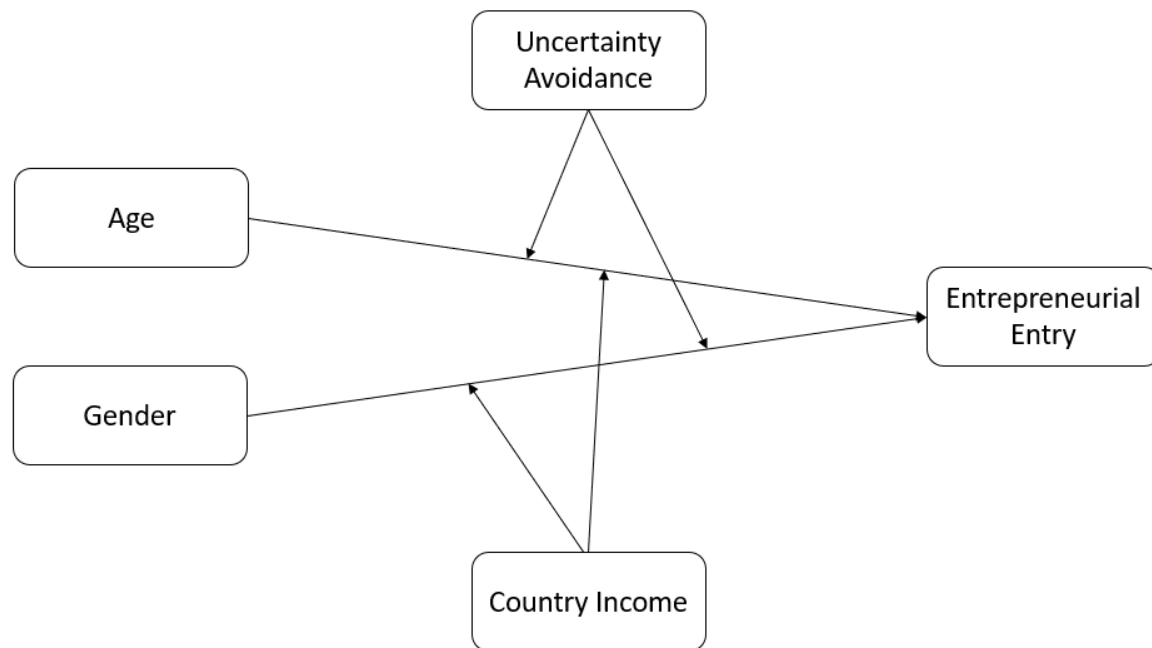 Uncertainty
Avoidance
Age
Entrepreneurial
Entry
Gender
Country Income